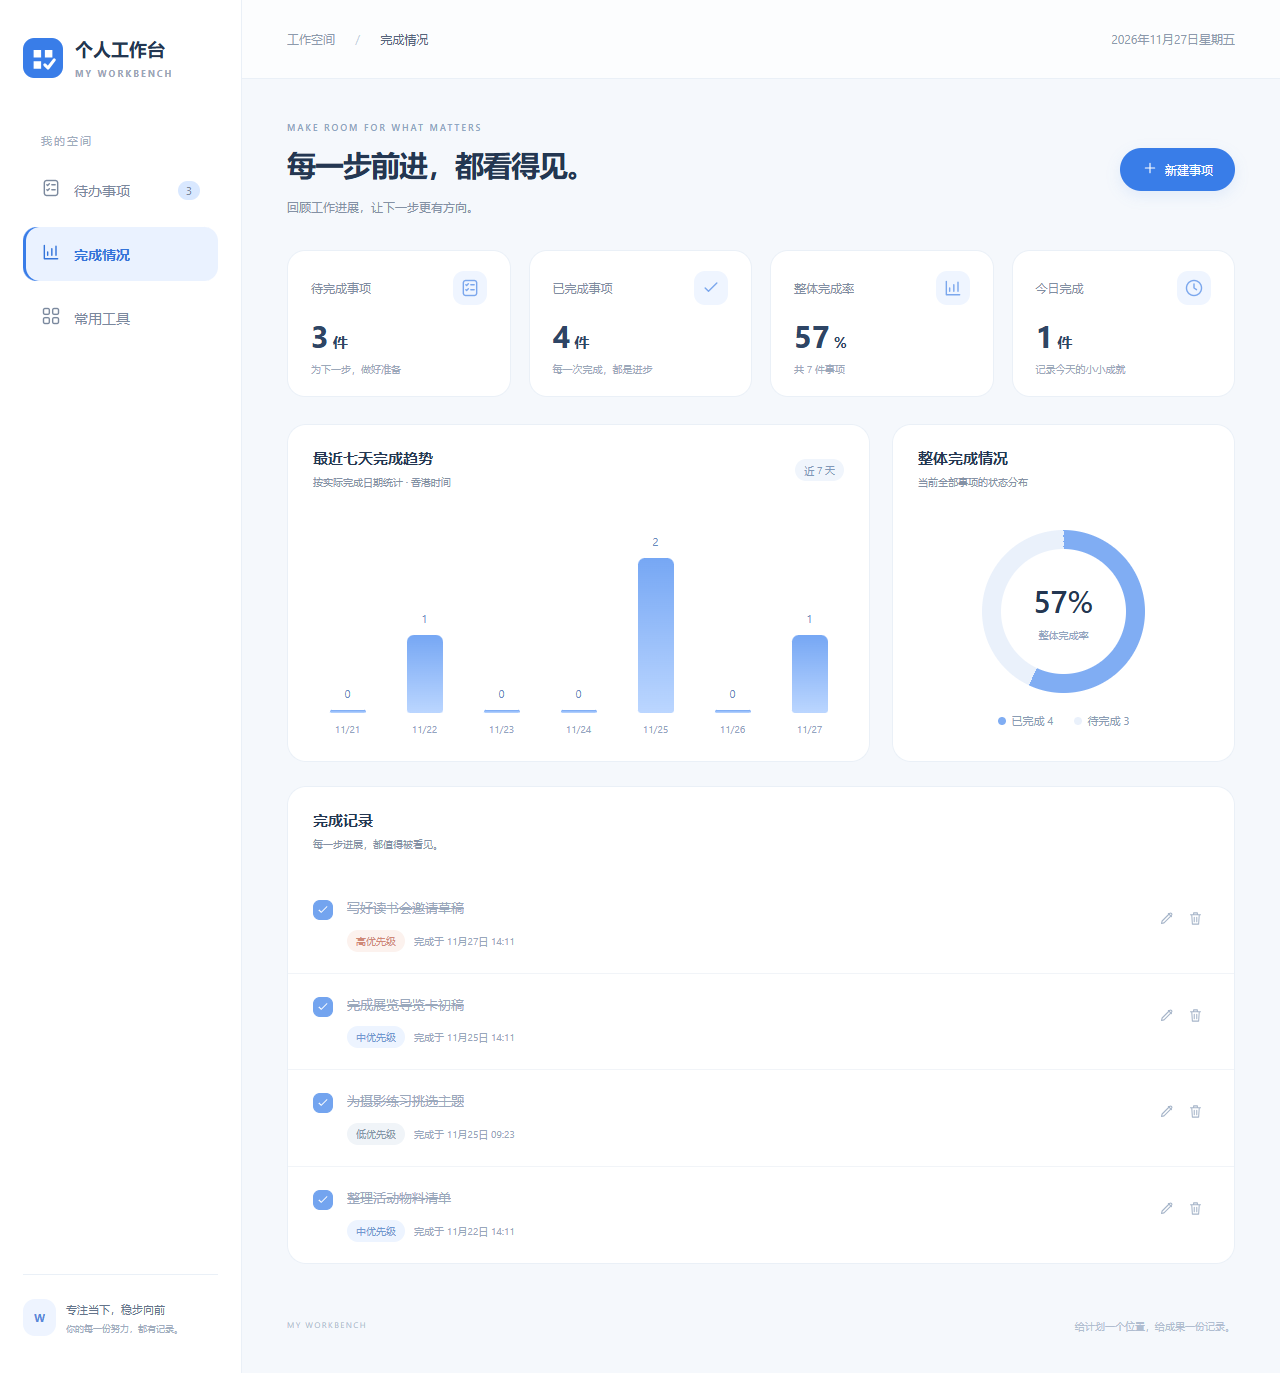 个人工作台
MY WORKBENCH
我的空间
待办事项 3
完成情况
常用工具
专注当下，稳步向前
W
你的每一份努力，都有记录。
工作空间 / 完成情况
2026年11月27日星期五
MAKE ROOM FOR WHAT MATTERS
每一步前进，都看得见。
回顾工作进展，让下一步更有方向。
新建事项
待完成事项
3 件
为下一步，做好准备
已完成事项
4 件
每一次完成，都是进步
整体完成率
57 %
共 7 件事项
今日完成
1 件
记录今天的小小成就
最近七天完成趋势
按实际完成日期统计 · 香港时间
近 7 天
0 1 0 0 2 0 1
11/21 11/22 11/23 11/24 11/25 11/26 11/27
整体完成情况
当前全部事项的状态分布
57%
整体完成率
已完成 4 待完成 3
完成记录
每一步进展，都值得被看见。
写好读书会邀请草稿
高优先级 完成于 11月27日 14:11
完成展览导览卡初稿
中优先级 完成于 11月25日 14:11
为摄影练习挑选主题
低优先级 完成于 11月25日 09:23
整理活动物料清单
中优先级 完成于 11月22日 14:11
MY WORKBENCH
给计划一个位置，给成果一份记录。